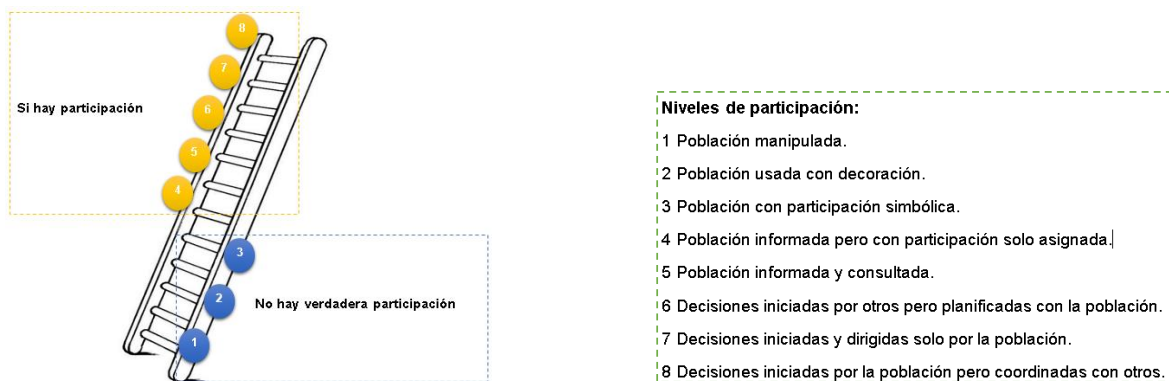 8
7
Si hay participación
6
5
4
3
2
No hay verdadera participación
1
Niveles de participación:
1 Población manipulada.
2 Población usada con decoración.
3 Población con participación simbólica.
4 Población informada pero con participación solo asignada.
5 Población informada y consultada.
6 Decisiones iniciadas por otros pero planificadas con la población.
7 Decisiones iniciadas y dirigidas solo por la población.
8 Decisiones iniciadas por la población pero coordinadas con otros.